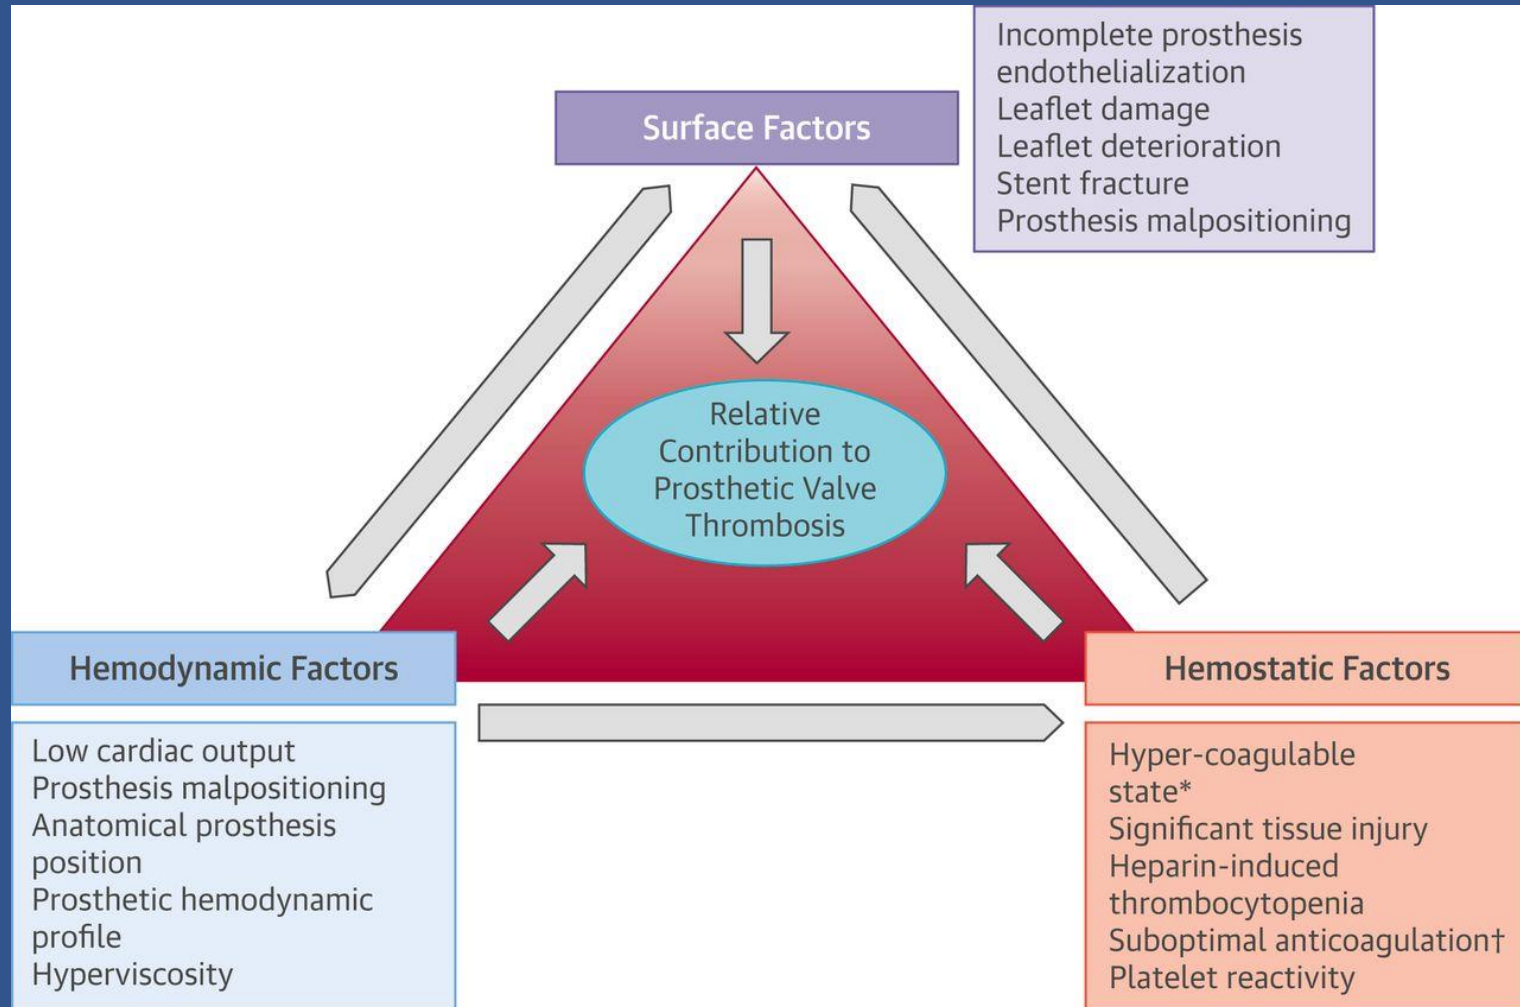 Incomplete prosthesis
endothelialization
Leaflet damage
Leaflet deterioration
Stent fracture
Prosthesis malpositioning
Surface Factors
Relative
Contribution to
Prosthetic Valve
Thrombosis
Hemodynamic Factors
Low cardiac output
Prosthesis malpositioning
Anatomical prosthesis
position
Prosthetic hemodynamic
profile
Hyperviscosity
Hemostatic Factors
Hyper-coagulable
state*
Significant tissue injury
Heparin-induced
thrombocytopenia
Suboptimal anticoagulation†
Platelet reactivity